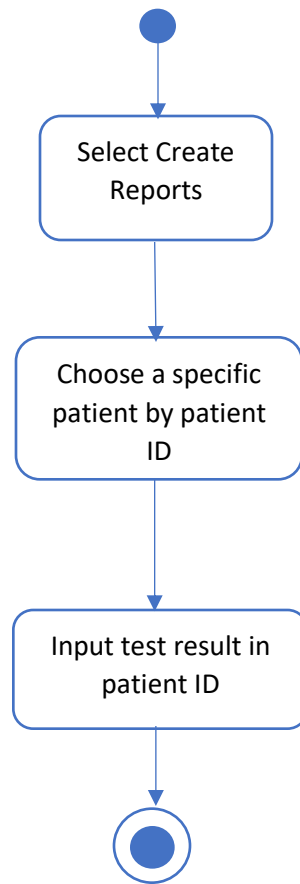 Select Create
Reports
Choose a specific
patient by patient
ID
Input test result in
patient ID